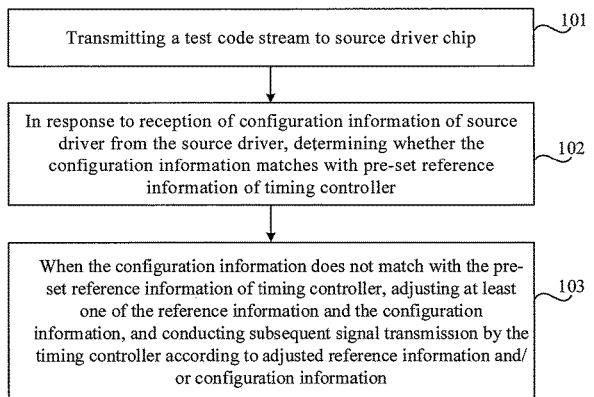 Transmitting a test code stream to source driver chip
101
In response to reception of configuration information of source
driver from the source driver, determining whether the
configuration information matches with pre-set reference
information of timing controller
102
When the configuration information does not match with the pre-
set reference information of timing controller, adjusting at least
one of the reference information and the configuration
information, and conducting subsequent signal transmission by the
timing controller according to adjusted reference information and/
or configuration information
103